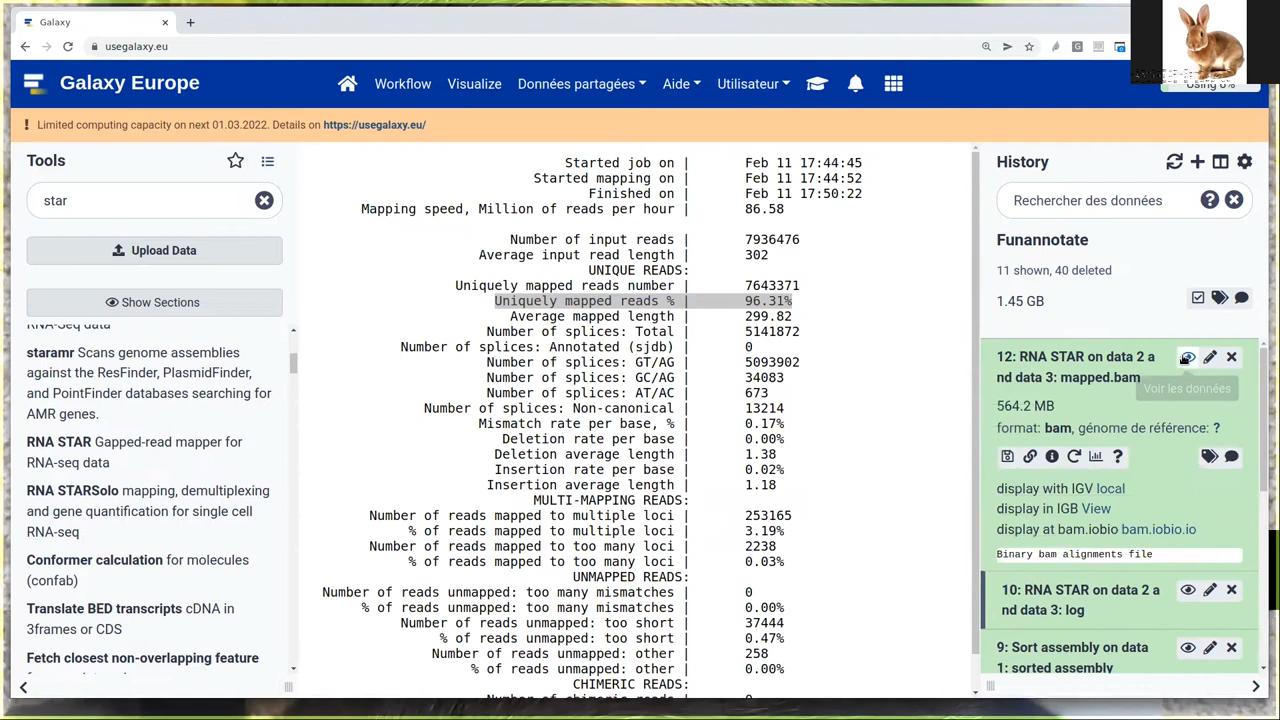 Galaxy
usegalaxy.eu
Galaxy Europe
Workflow
Visualize
Données partagées
Aide
Utilisateur
Using 6%
Limited computing capacity on next 01.03.2022. Details on https://usegalaxy.eu/
Tools
star
Upload Data
Show Sections
RNA-Seq data
staramr Scans genome assemblies
against the ResFinder, PlasmidFinder,
and PointFinder databases searching for
AMR genes.
RNA STAR Gapped-read mapper for
RNA-seq data
RNA STARSolo mapping, demultiplexing
and gene quantification for single cell
RNA-seq
Conformer calculation for molecules
(confab)
Translate BED transcripts cDNA in
3frames or CDS
Fetch closest non-overlapping feature
Started job on | Feb 11 17:44:45
Started mapping on | Feb 11 17:44:52
Finished on | Feb 11 17:50:22
Mapping speed, Million of reads per hour | 86.58
Number of input reads | 7936476
Average input read length | 302
UNIQUE READS:
Uniquely mapped reads number | 7643371
Uniquely mapped reads % | 96.31%
Average mapped length | 299.82
Number of splices: Total | 5141872
Number of splices: Annotated (sjdb) | 0
Number of splices: GT/AG | 5093902
Number of splices: GC/AG | 34083
Number of splices: AT/AC | 673
Number of splices: Non-canonical | 13214
Mismatch rate per base, % | 0.17%
Deletion rate per base | 0.00%
Deletion average length | 1.38
Insertion rate per base | 0.02%
Insertion average length | 1.18
MULTI-MAPPING READS:
Number of reads mapped to multiple loci | 253165
% of reads mapped to multiple loci | 3.19%
Number of reads mapped to too many loci | 2238
% of reads mapped to too many loci | 0.03%
UNMAPPED READS:
Number of reads unmapped: too many mismatches | 0
% of reads unmapped: too many mismatches | 0.00%
Number of reads unmapped: too short | 37444
% of reads unmapped: too short | 0.47%
Number of reads unmapped: other | 258
% of reads unmapped: other | 0.00%
CHIMERIC READS:
Number of chimeric reads | 0
History
Rechercher des données
Funannotate
11 shown, 40 deleted
1.45 GB
12: RNA STAR on data 2 a
nd data 3: mapped.bam
Voir les données
564.2 MB
format: bam, génome de référence: ?
display with IGV local
display in IGB View
display at bam.iobio bam.iobio.io
Binary bam alignments file
10: RNA STAR on data 2 a
nd data 3: log
9: Sort assembly on data
1: sorted assembly